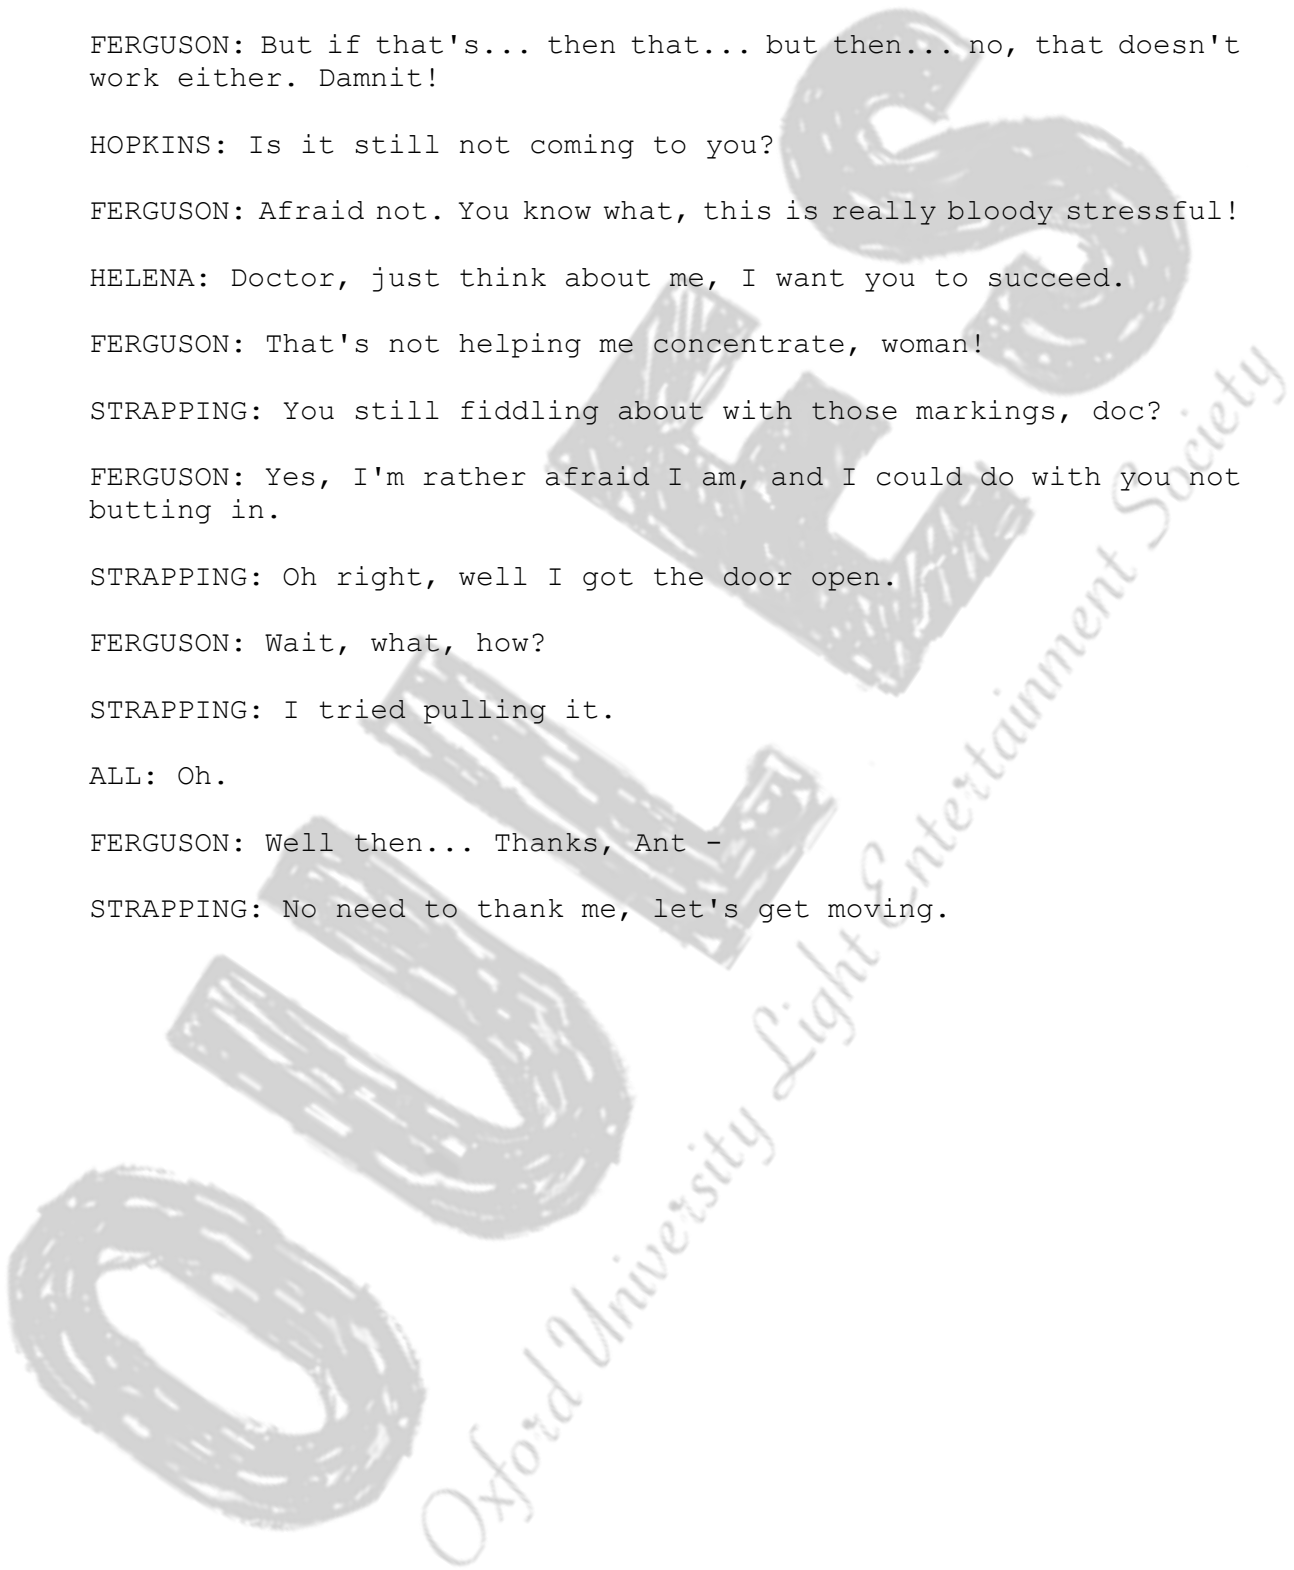 FERGUSON: But if that's... then that... but then... no, that doesn't
work either. Damnit!
HOPKINS: Is it still not coming to you?
FERGUSON: Afraid not. You know what, this is really bloody stressful!
HELENA: Doctor, just think about me, I want you to succeed.
FERGUSON: That's not helping me concentrate, woman!
STRAPPING: You still fiddling about with those markings, doc?
FERGUSON: Yes, I'm rather afraid I am, and I could do with you not
butting in.
STRAPPING: Oh right, well I got the door open.
FERGUSON: Wait, what, how?
STRAPPING: I tried pulling it.
ALL: Oh.
FERGUSON: Well then... Thanks, Ant -
STRAPPING: No need to thank me, let's get moving.
OULES
Oxford University Light Entertainment Society